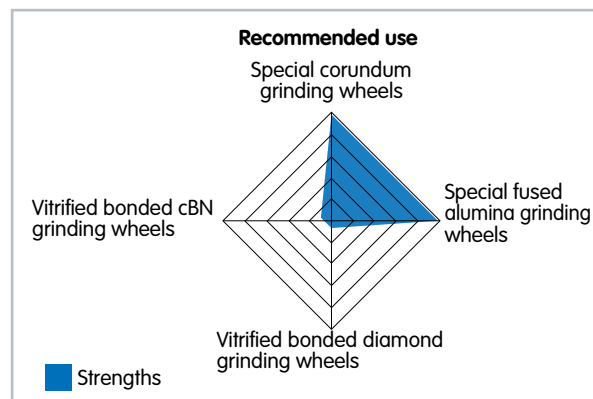 Recommended use
Special corundum
grinding wheels
Vitrified bonded cBN
grinding wheels
Special fused
alumina grinding
wheels
Vitrified bonded diamond
grinding wheels
Strengths